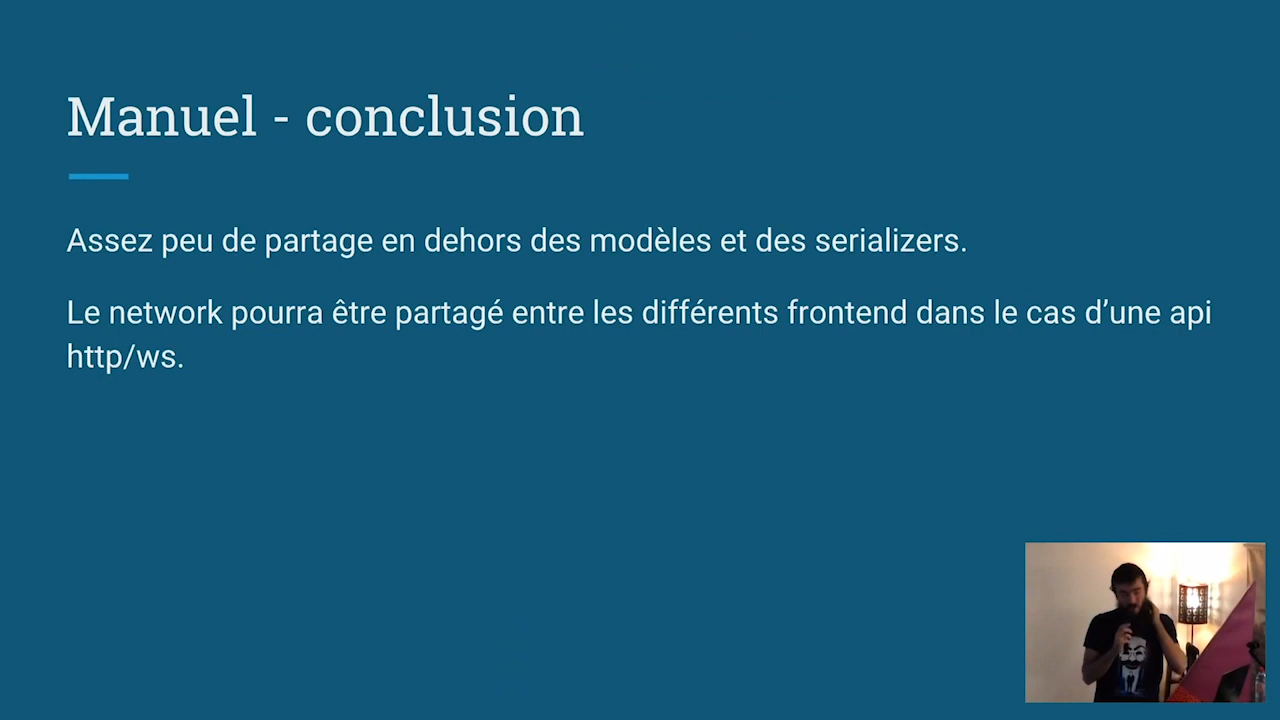 Manuel - conclusion
Assez peu de partage en dehors des modèles et des serializers.
Le network pourra être partagé entre les différents frontend dans le cas d’une api
http/ws.